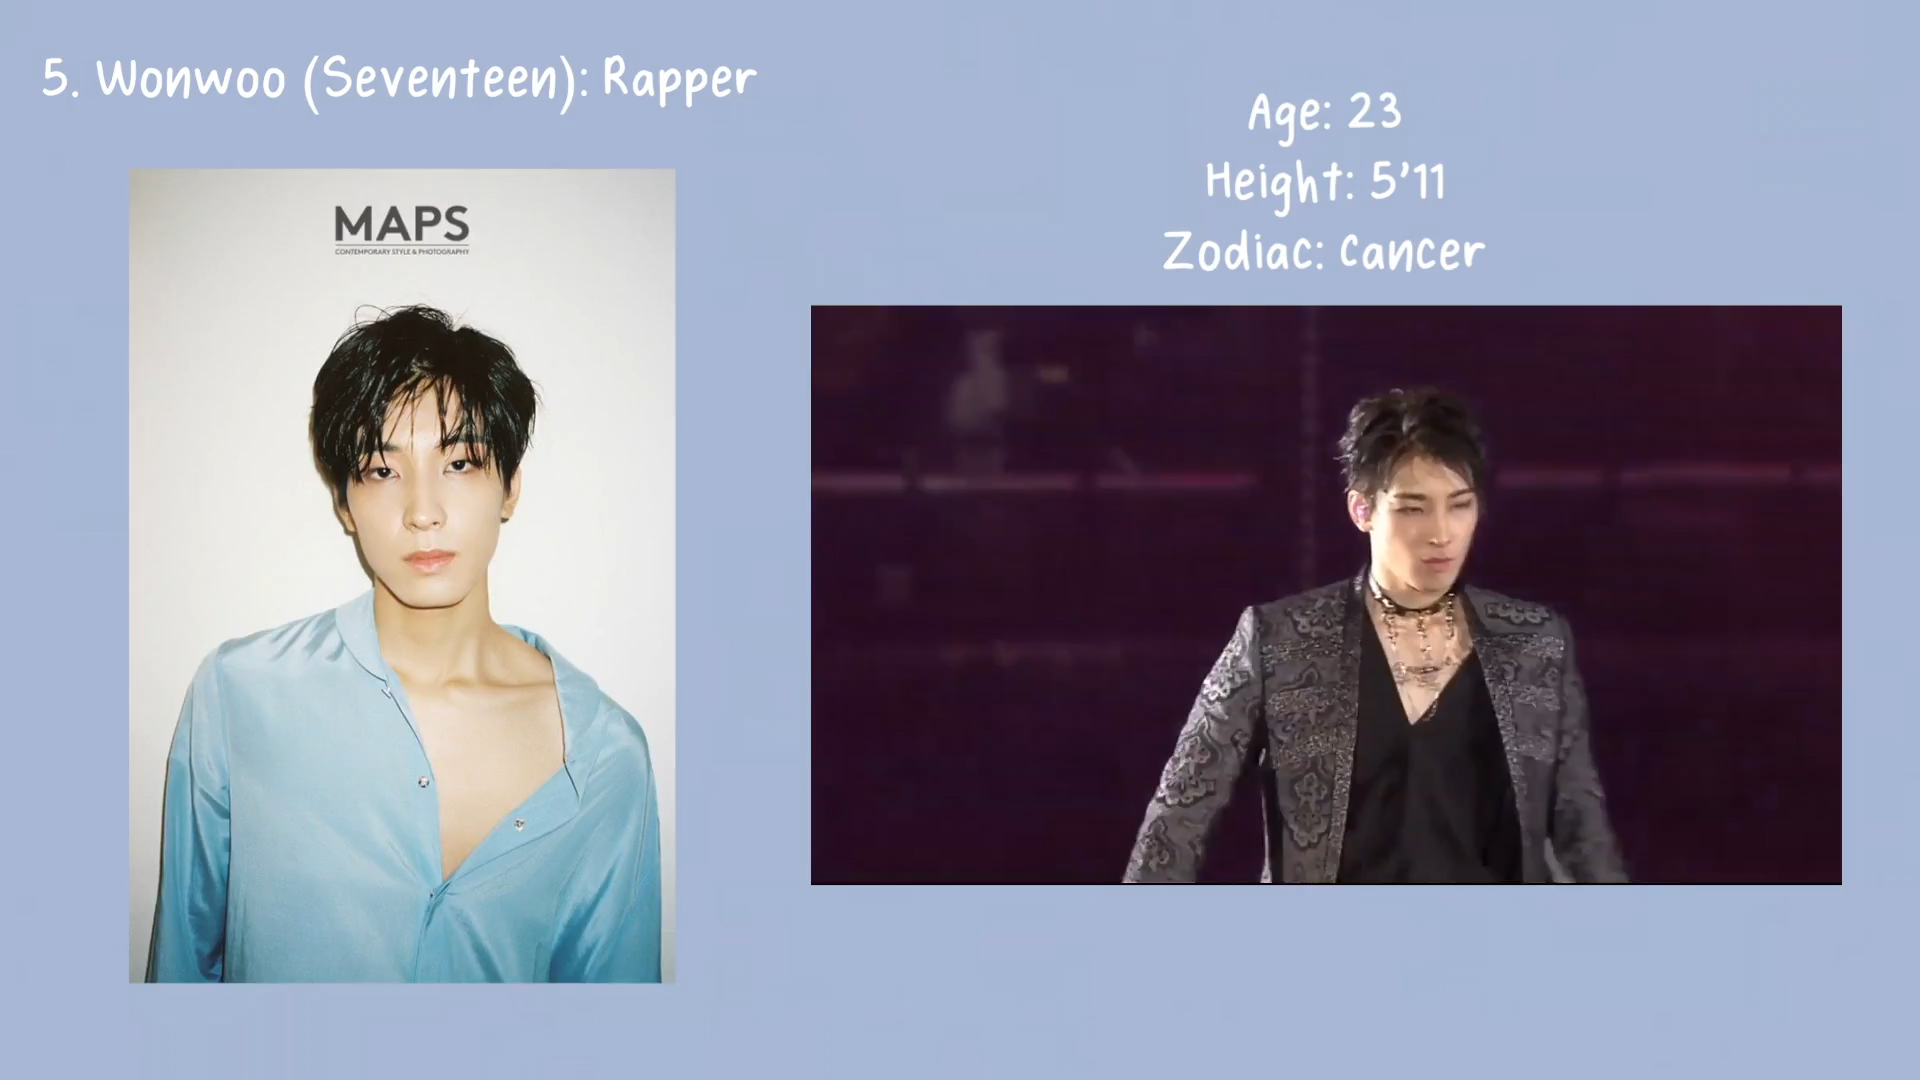 5. Wonwoo (Seventeen): Rapper
Age: 23
Height: 5'11
Zodiac: Cancer
MAPS
CONTEMPORARY STYLE & PHOTOGRAPHY